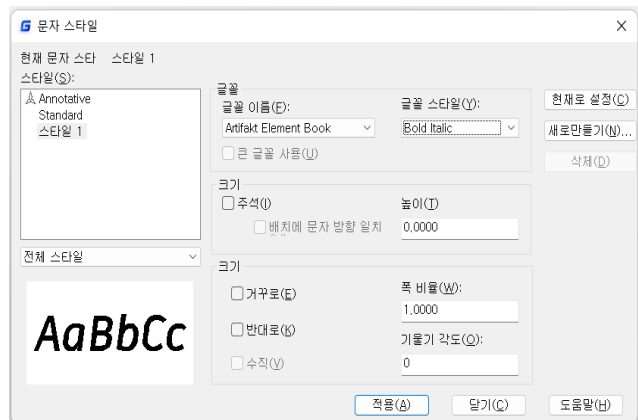 문자 스타일
현재 문자 스타 스타일 1
스타일(S):
Annotative
Standard
스타일 1
전체 스타일
AaBbCc
글꼴
글꼴 이름(F):
Artifakt Element Book
큰 글꼴 사용(U)
글꼴 스타일(Y):
Bold Italic
크기
주석(I)
배치에 문자 방향 일치
높이(T)
0.0000
크기
거꾸로(E)
반대로(K)
수직(V)
폭 비율(W):
1.0000
기울기 각도(O):
0
현재로 설정(C)
새로만들기(N)...
삭제(D)
적용(A)
닫기(C)
도움말(H)